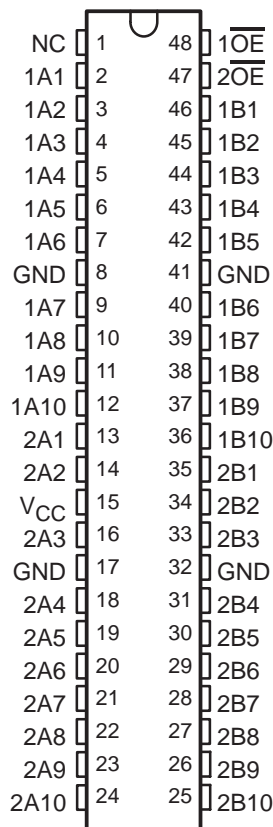 NC 1 48 1O̅E̅
1A1 2 47 2O̅E̅
1A2 3 46 1B1
1A3 4 45 1B2
1A4 5 44 1B3
1A5 6 43 1B4
1A6 7 42 1B5
GND 8 41 GND
1A7 9 40 1B6
1A8 10 39 1B7
1A9 11 38 1B8
1A10 12 37 1B9
2A1 13 36 1B10
2A2 14 35 2B1
VCC 15 34 2B2
2A3 16 33 2B3
GND 17 32 GND
2A4 18 31 2B4
2A5 19 30 2B5
2A6 20 29 2B6
2A7 21 28 2B7
2A8 22 27 2B8
2A9 23 26 2B9
2A10 24 25 2B10